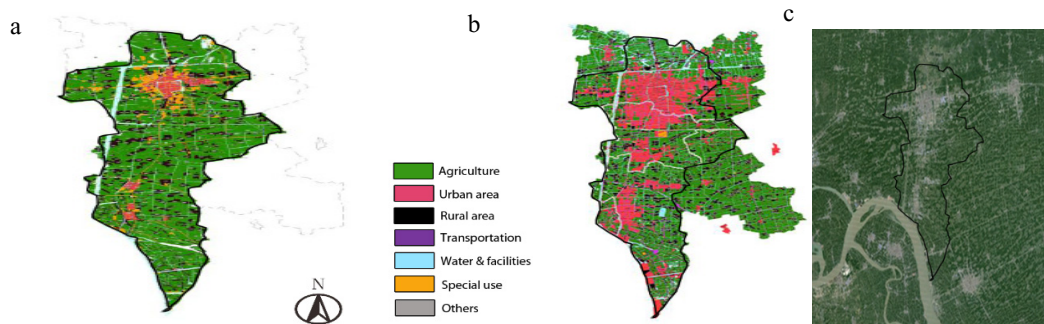 a
b
c
Agriculture
Urban area
Rural area
Transportation
Water & facilities
Special use
Others
N